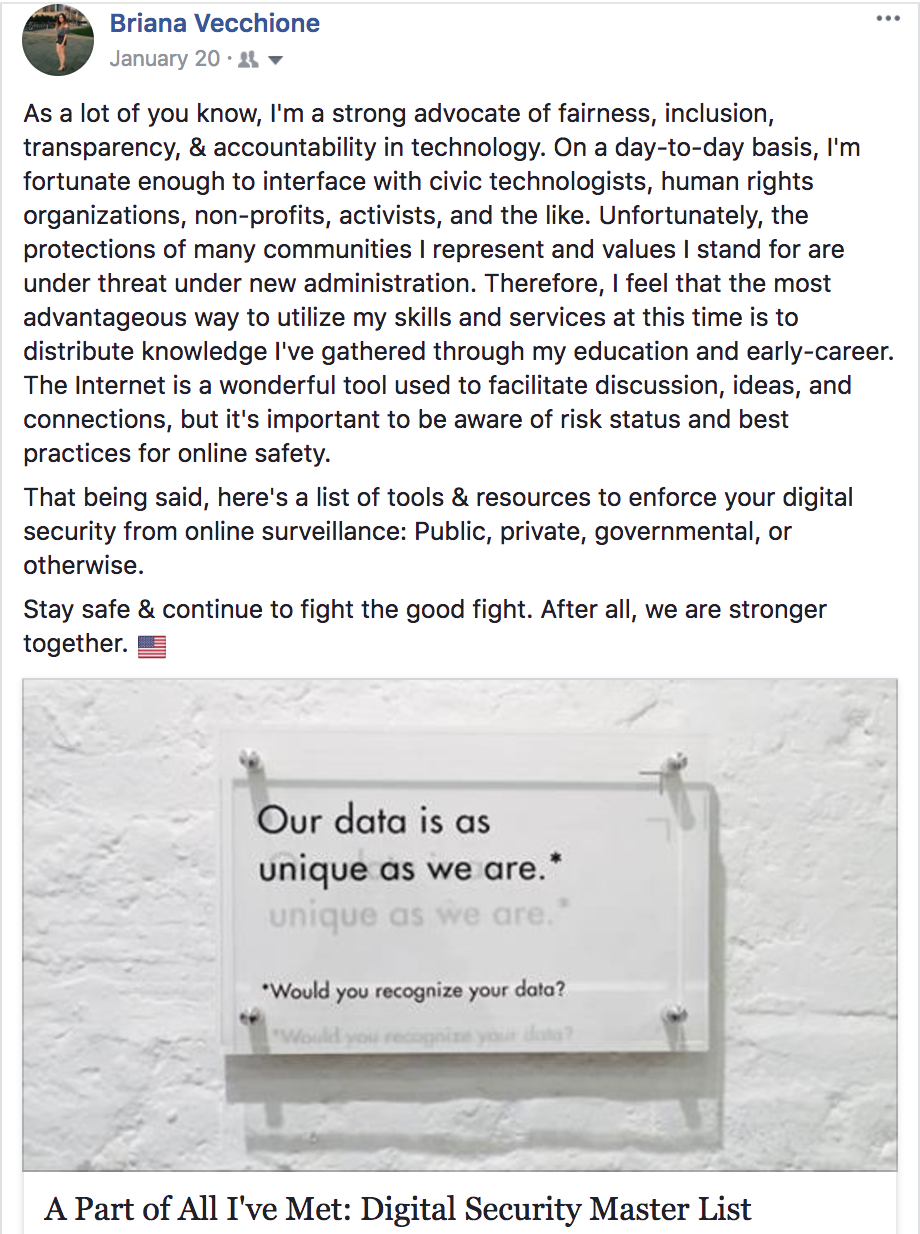 Briana Vecchione
January 20 ·
As a lot of you know, I'm a strong advocate of fairness, inclusion,
transparency, & accountability in technology. On a day-to-day basis, I'm
fortunate enough to interface with civic technologists, human rights
organizations, non-profits, activists, and the like. Unfortunately, the
protections of many communities I represent and values I stand for are
under threat under new administration. Therefore, I feel that the most
advantageous way to utilize my skills and services at this time is to
distribute knowledge I've gathered through my education and early-career.
The Internet is a wonderful tool used to facilitate discussion, ideas, and
connections, but it's important to be aware of risk status and best
practices for online safety.
That being said, here's a list of tools & resources to enforce your digital
security from online surveillance: Public, private, governmental, or
otherwise.
Stay safe & continue to fight the good fight. After all, we are stronger
together. 🇺🇸
Our data is as
unique as we are.*
*Would you recognize your data?
A Part of All I've Met: Digital Security Master List